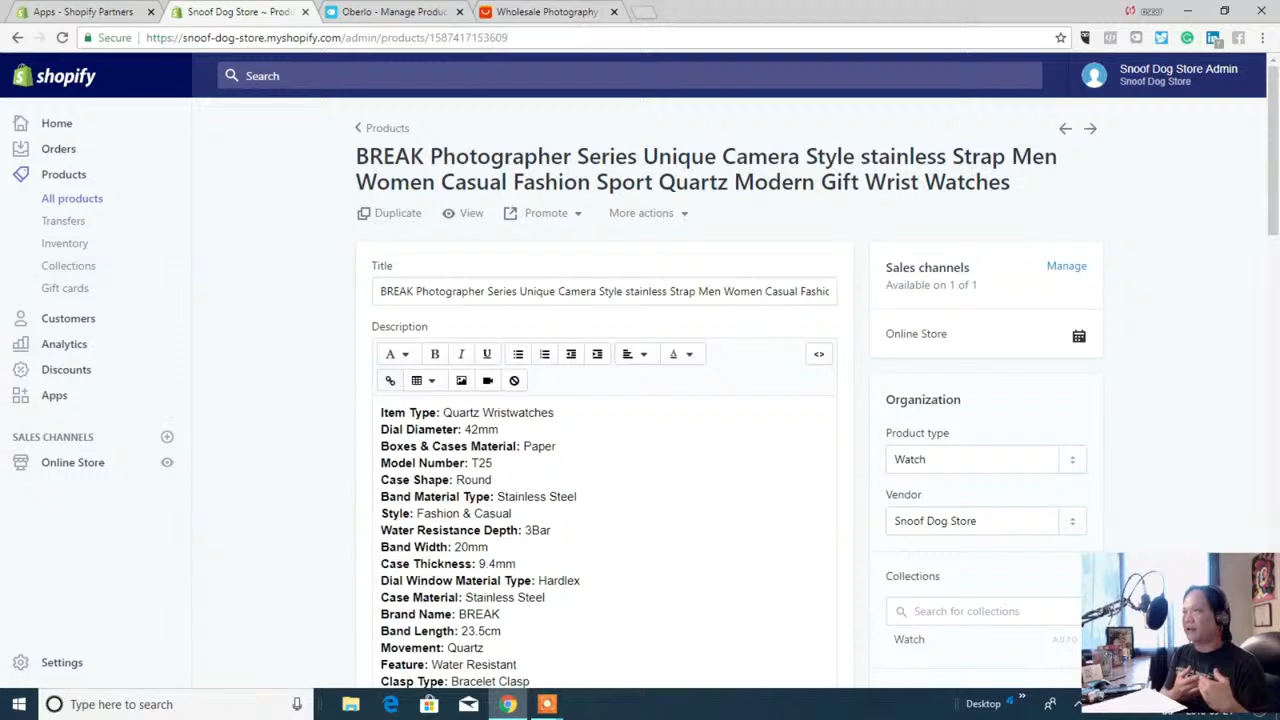 Apps - Shopify Partners
Snoof Dog Store ~ Produ
Oberlo - Manage Produc
Wholesale Photography
Secure
https://snoof-dog-store.myshopify.com/admin/products/1587417153609
shopify
Search
Snoof Dog Store Admin
Snoof Dog Store
Home
Orders
Products
All products
Transfers
Inventory
Collections
Gift cards
Customers
Analytics
Discounts
Apps
SALES CHANNELS
Online Store
Settings
Products
BREAK Photographer Series Unique Camera Style stainless Strap Men
Women Casual Fashion Sport Quartz Modern Gift Wrist Watches
Duplicate
View
Promote
More actions
Title
BREAK Photographer Series Unique Camera Style stainless Strap Men Women Casual Fashio
Description
Item Type: Quartz Wristwatches
Dial Diameter: 42mm
Boxes & Cases Material: Paper
Model Number: T25
Case Shape: Round
Band Material Type: Stainless Steel
Style: Fashion & Casual
Water Resistance Depth: 3Bar
Band Width: 20mm
Case Thickness: 9.4mm
Dial Window Material Type: Hardlex
Case Material: Stainless Steel
Brand Name: BREAK
Band Length: 23.5cm
Movement: Quartz
Feature: Water Resistant
Clasp Type: Bracelet Clasp
Sales channels
Manage
Available on 1 of 1
Online Store
Organization
Product type
Watch
Vendor
Snoof Dog Store
Collections
Search for collections
Watch
AUTO
Type here to search
Desktop